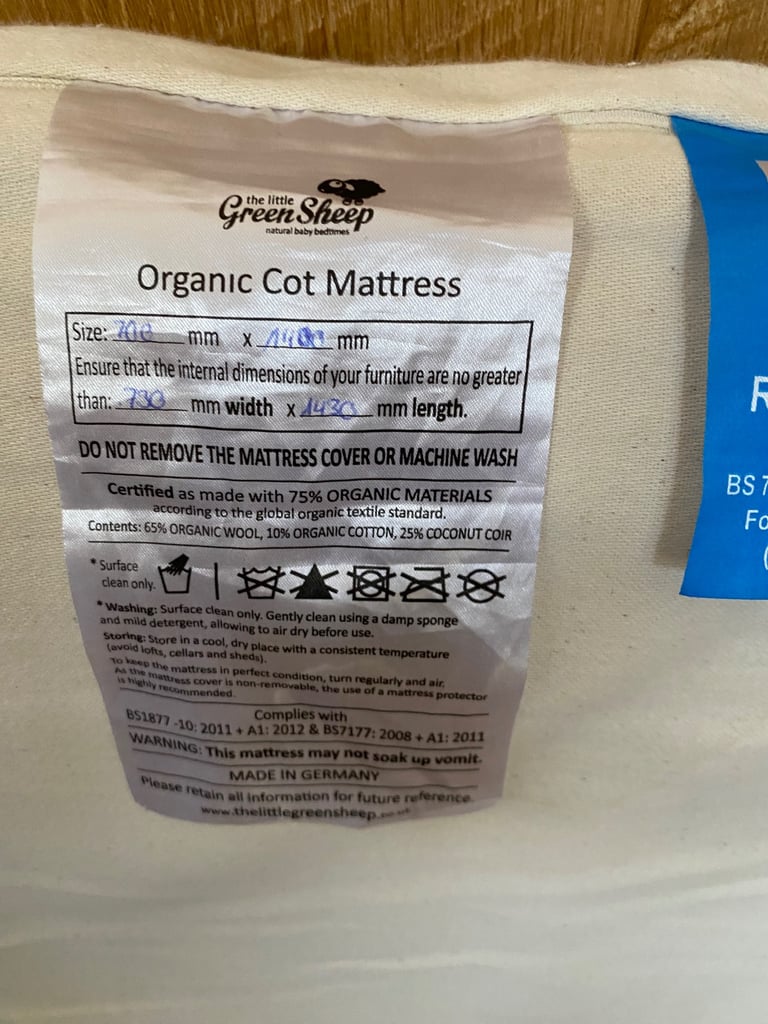 the little
Green Sheep
natural baby bedtimes
Organic Cot Mattress
Size: 700 mm x 1400 mm
Ensure that the internal dimensions of your furniture are no greater
than: 730 mm width x 1430 mm length.
DO NOT REMOVE THE MATTRESS COVER OR MACHINE WASH
Certified as made with 75% ORGANIC MATERIALS
according to the global organic textile standard.
Contents: 65% ORGANIC WOOL, 10% ORGANIC COTTON, 25% COCONUT COIR
* Surface
clean only.
* Washing: Surface clean only. Gently clean using a damp sponge
and mild detergent, allowing to air dry before use.
Storing: Store in a cool, dry place with a consistent temperature
(avoid lofts, cellars and sheds).
To keep the mattress in perfect condition, turn regularly and air.
As the mattress cover is non-removable, the use of a mattress protector
is highly recommended.
Complies with
BS1877 -10: 2011 + A1: 2012 & BS7177: 2008 + A1: 2011
WARNING: This mattress may not soak up vomit.
MADE IN GERMANY
Please retain all information for future reference.
www.thelittlegreensheep.co.uk
R
BS 7
Fo
(